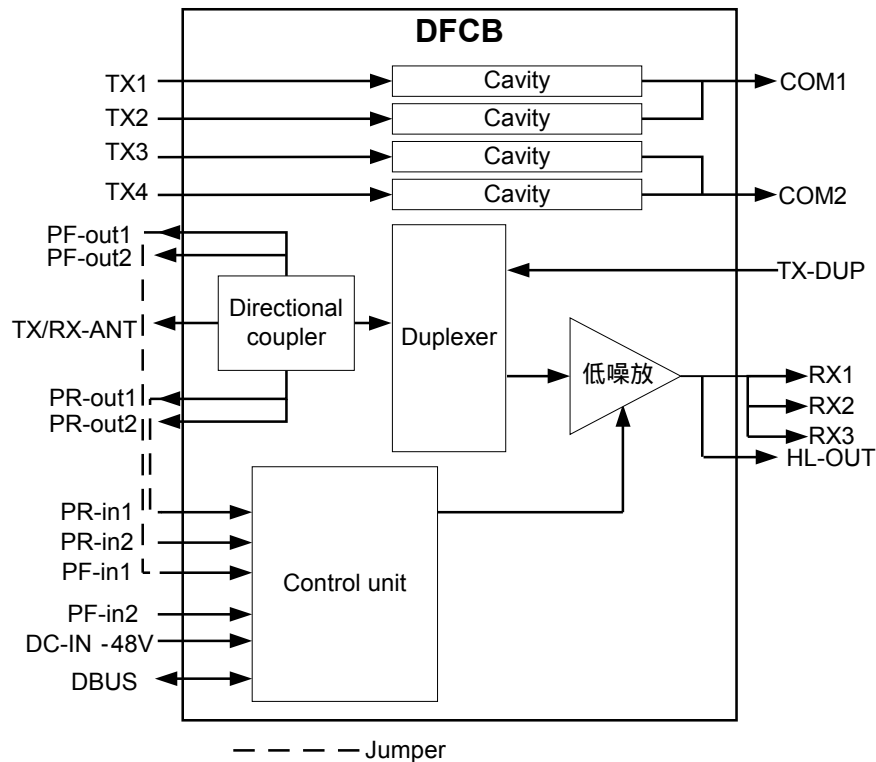 DFCB
TX1
Cavity
COM1
TX2
Cavity
TX3
Cavity
TX4
Cavity
COM2
PF-out1
PF-out2
TX-DUP
TX/RX-ANT
Directional
coupler
Duplexer
低噪放
RX1
RX2
RX3
HL-OUT
PR-out1
PR-out2
PR-in1
PR-in2
PF-in1
PF-in2
DC-IN -48V
DBUS
Control unit
Jumper